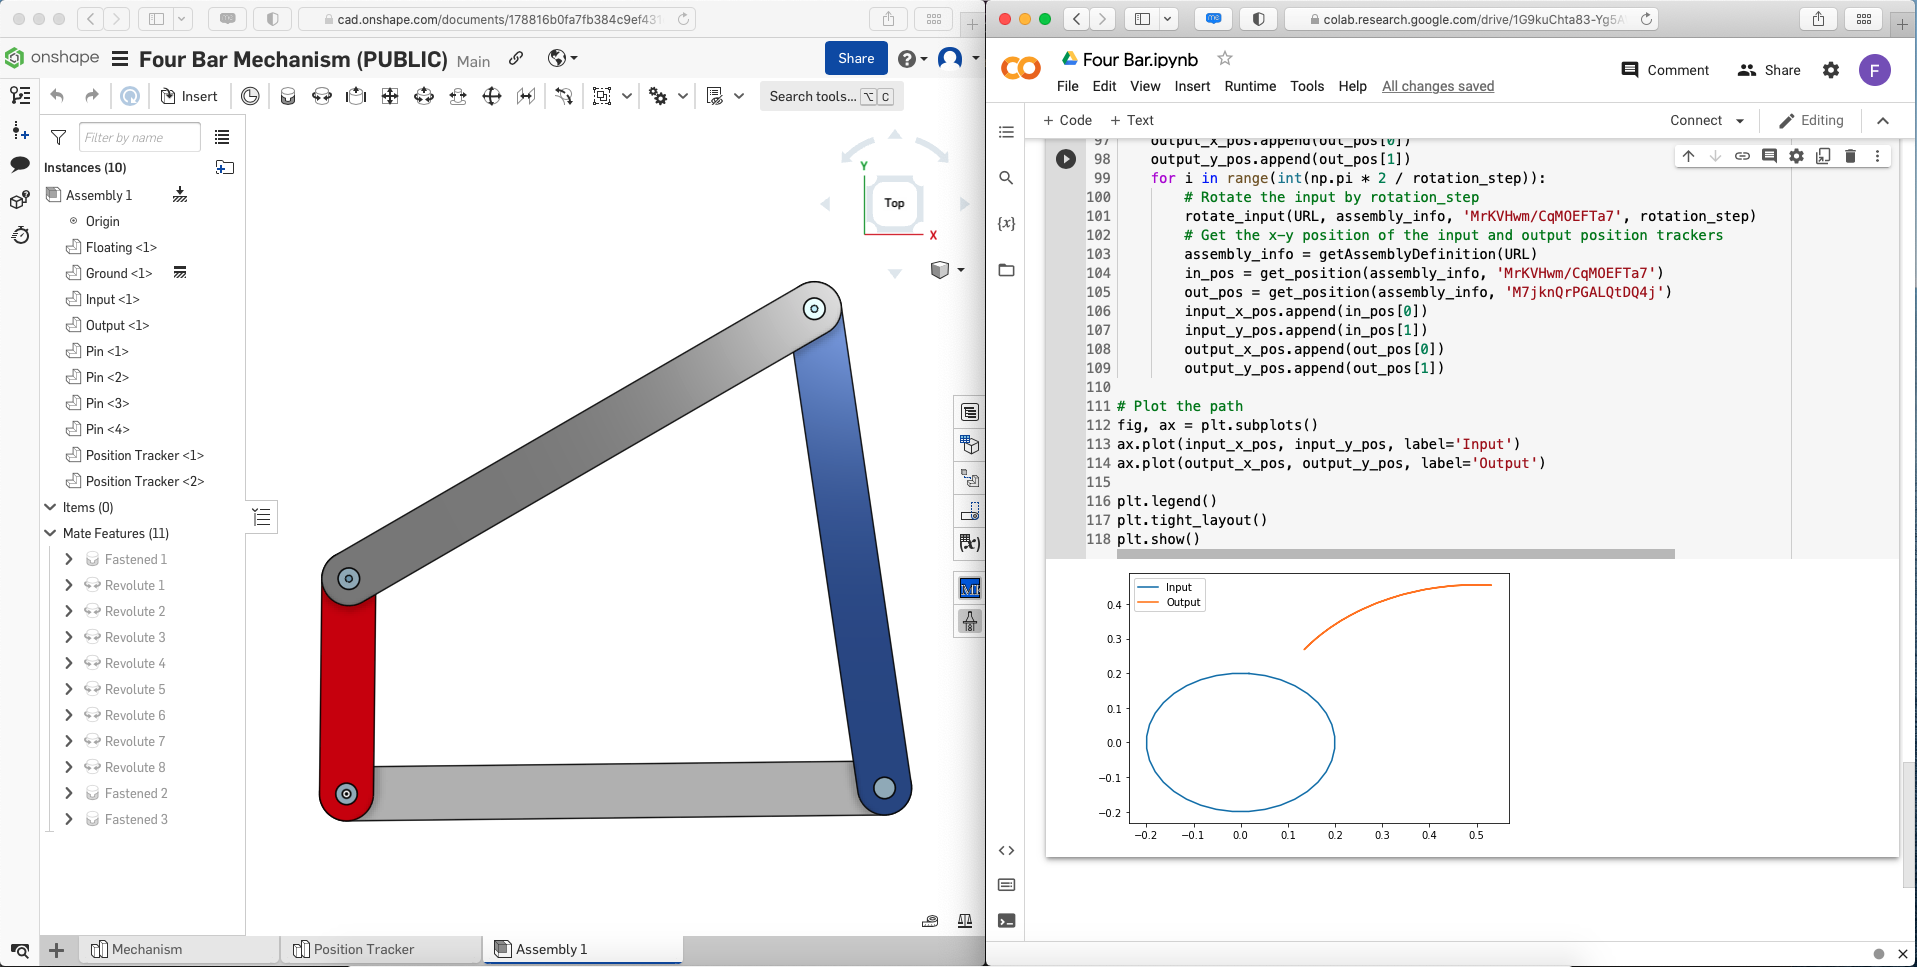 cad.onshape.com/documents/178816b0fa7fb384c9ef431
onshape
Four Bar Mechanism (PUBLIC)
Main
Share
Insert
Search tools...
⌥ C
Filter by name
Instances (10)
Assembly 1
Origin
Floating <1>
Ground <1>
Input <1>
Output <1>
Pin <1>
Pin <2>
Pin <3>
Pin <4>
Position Tracker <1>
Position Tracker <2>
Items (0)
Mate Features (11)
Fastened 1
Revolute 1
Revolute 2
Revolute 3
Revolute 4
Revolute 5
Revolute 6
Revolute 7
Revolute 8
Fastened 2
Fastened 3
Y
Top
X
Mechanism
Position Tracker
Assembly 1
colab.research.google.com/drive/1G9kuChta83-Yg5A
Four Bar.ipynb
File Edit View Insert Runtime Tools Help All changes saved
Comment
Share
F
+ Code + Text
Connect
Editing
{x}
97 output_x_pos.append(out_pos[0])
98 output_y_pos.append(out_pos[1])
99 for i in range(int(np.pi * 2 / rotation_step)):
100 # Rotate the input by rotation_step
101 rotate_input(URL, assembly_info, 'MrKVHwm/CqMOEFTa7', rotation_step)
102 # Get the x-y position of the input and output position trackers
103 assembly_info = getAssemblyDefinition(URL)
104 in_pos = get_position(assembly_info, 'MrKVHwm/CqMOEFTa7')
105 out_pos = get_position(assembly_info, 'M7jknQrPGALQtDQ4j')
106 input_x_pos.append(in_pos[0])
107 input_y_pos.append(in_pos[1])
108 output_x_pos.append(out_pos[0])
109 output_y_pos.append(out_pos[1])
110
111 # Plot the path
112 fig, ax = plt.subplots()
113 ax.plot(input_x_pos, input_y_pos, label='Input')
114 ax.plot(output_x_pos, output_y_pos, label='Output')
115
116 plt.legend()
117 plt.tight_layout()
118 plt.show()
Input
Output
0.4
0.3
0.2
0.1
0.0
−0.1
−0.2
−0.2 −0.1 0.0 0.1 0.2 0.3 0.4 0.5